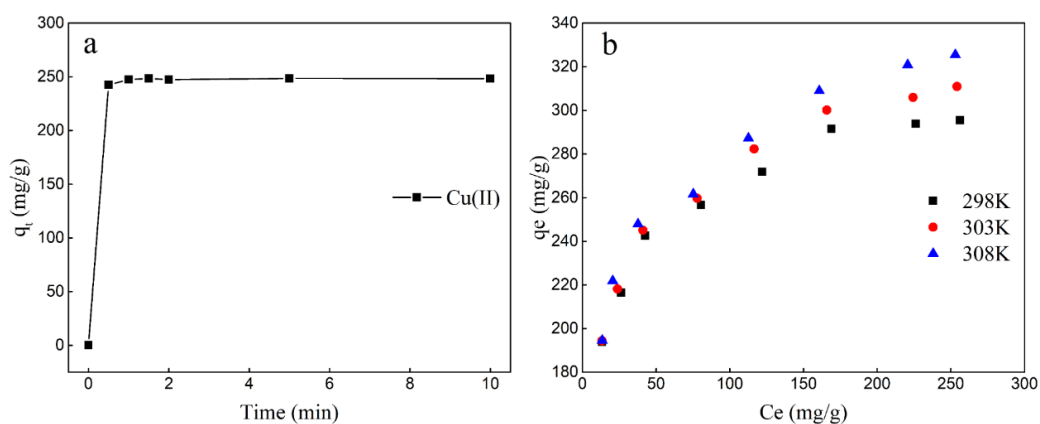 a
300
250
200
150
100
50
0
qt (mg/g)
Cu(II)
0 2 4 6 8 10
Time (min)
b
340
320
300
280
260
240
220
200
180
qe (mg/g)
298K
303K
308K
0 50 100 150 200 250 300
Ce (mg/g)